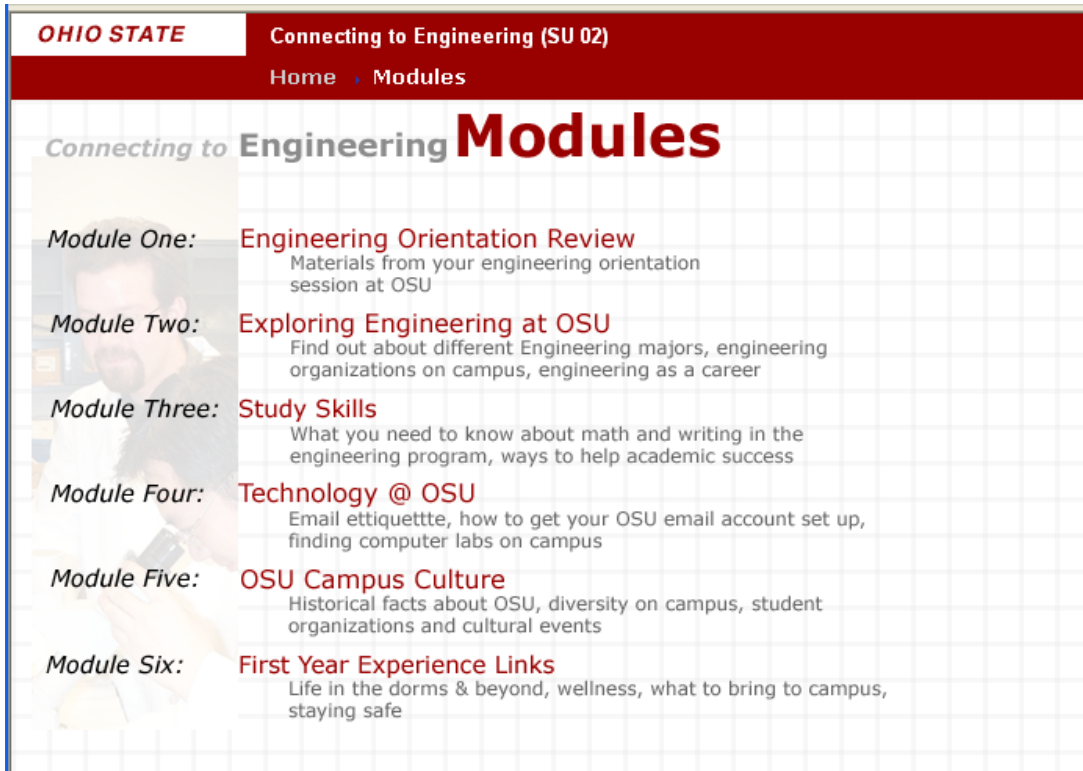 OHIO STATE
Connecting to Engineering (SU 02)
Home Modules
Connecting to Engineering Modules
Module One: Engineering Orientation Review
Materials from your engineering orientation
session at OSU
Module Two: Exploring Engineering at OSU
Find out about different Engineering majors, engineering
organizations on campus, engineering as a career
Module Three: Study Skills
What you need to know about math and writing in the
engineering program, ways to help academic success
Module Four: Technology @ OSU
Email ettiquettte, how to get your OSU email account set up,
finding computer labs on campus
Module Five: OSU Campus Culture
Historical facts about OSU, diversity on campus, student
organizations and cultural events
Module Six: First Year Experience Links
Life in the dorms & beyond, wellness, what to bring to campus,
staying safe